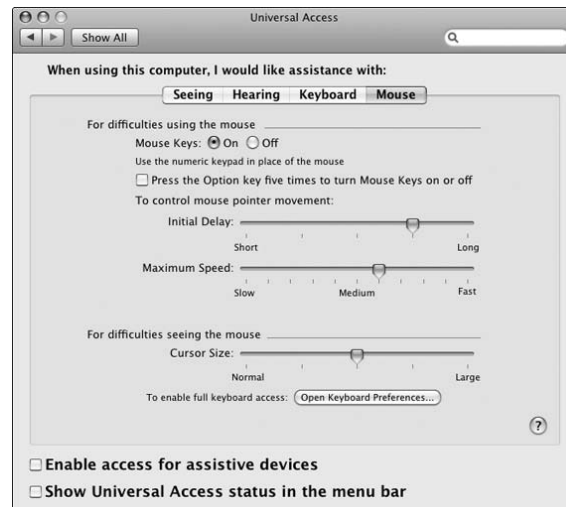 Universal Access
Show All
When using this computer, I would like assistance with:
Seeing Hearing Keyboard Mouse
For difficulties using the mouse
Mouse Keys: On Off
Use the numeric keypad in place of the mouse
Press the Option key five times to turn Mouse Keys on or off
To control mouse pointer movement:
Initial Delay:
Short Long
Maximum Speed:
Slow Medium Fast
For difficulties seeing the mouse
Cursor Size:
Normal Large
To enable full keyboard access: Open Keyboard Preferences...
?
Enable access for assistive devices
Show Universal Access status in the menu bar